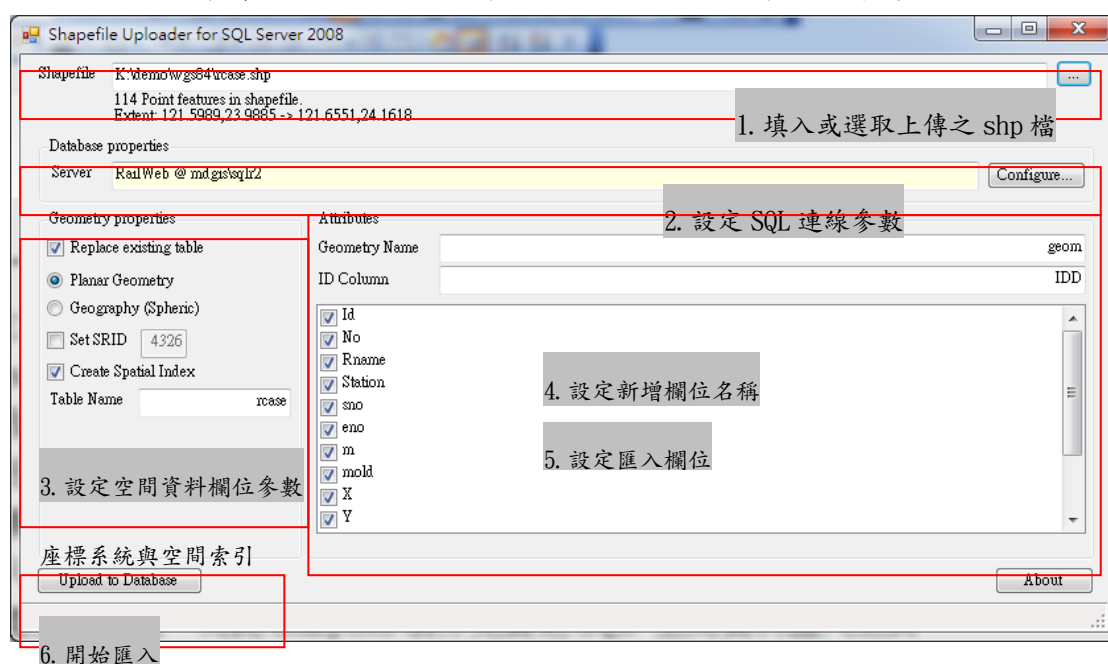 Shapefile Uploader for SQL Server 2008
Shapefile K:\demo\wgs84\rcase.shp ...
114 Point features in shapefile.
Extent: 121.5989,23.9885 -> 121.6551,24.1618
1. 填入或選取上傳之 shp 檔
Database properties
Server RailWeb @ mdgis\sqlr2 Configure...
2. 設定 SQL 連線參數
Geometry properties
Replace existing table
Planar Geometry
Geography (Spheric)
Set SRID 4326
Create Spatial Index
Table Name rcase
3. 設定空間資料欄位參數
座標系統與空間索引
Attributes
Geometry Name geom
ID Column IDD
Id
No
Rname
Station
sno
eno
m
mold
X
Y
4. 設定新增欄位名稱
5. 設定匯入欄位
Upload to Database About
6. 開始匯入